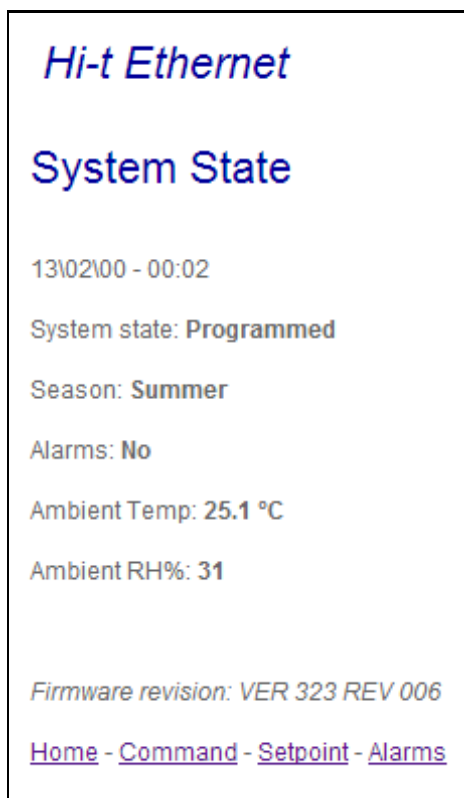 Hi-t Ethernet
System State
13\02\00 - 00:02
System state: Programmed
Season: Summer
Alarms: No
Ambient Temp: 25.1 ºC
Ambient RH%: 31
Firmware revision: VER 323 REV 006
Home - Command - Setpoint - Alarms